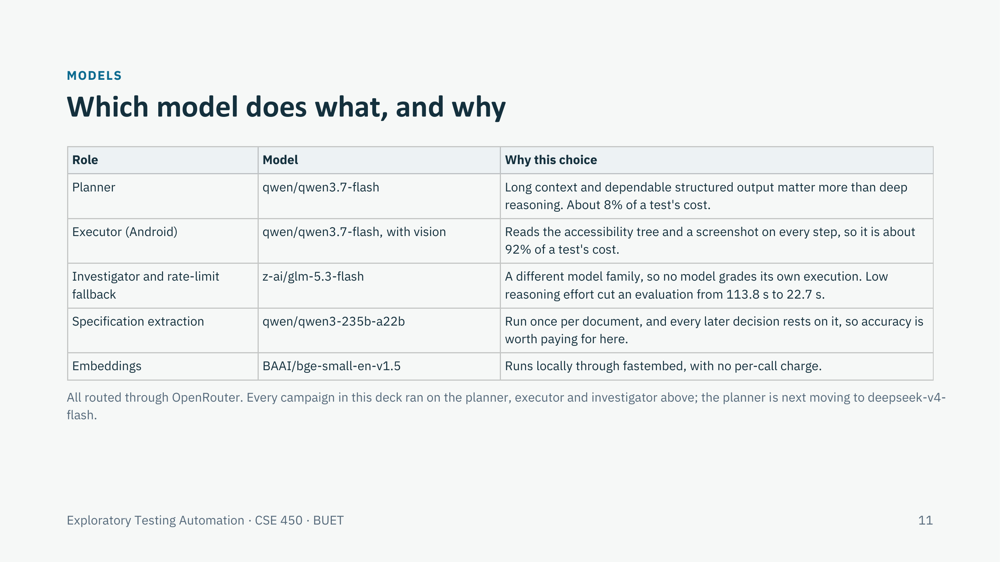 MODELS
Which model does what, and why
Role Model Why this choice
Planner qwen/qwen3.7-flash Long context and dependable structured output matter more than deep
reasoning. About 8% of a test's cost.
Executor (Android) qwen/qwen3.7-flash, with vision Reads the accessibility tree and a screenshot on every step, so it is about
92% of a test's cost.
Investigator and rate-limit z-ai/glm-5.3-flash A different model family, so no model grades its own execution. Low
fallback reasoning effort cut an evaluation from 113.8 s to 22.7 s.
Specification extraction qwen/qwen3-235b-a22b Run once per document, and every later decision rests on it, so accuracy is
worth paying for here.
Embeddings BAAI/bge-small-en-v1.5 Runs locally through fastembed, with no per-call charge.
All routed through OpenRouter. Every campaign in this deck ran on the planner, executor and investigator above; the planner is next moving to deepseek-v4-
flash.
Exploratory Testing Automation · CSE 450 · BUET 11